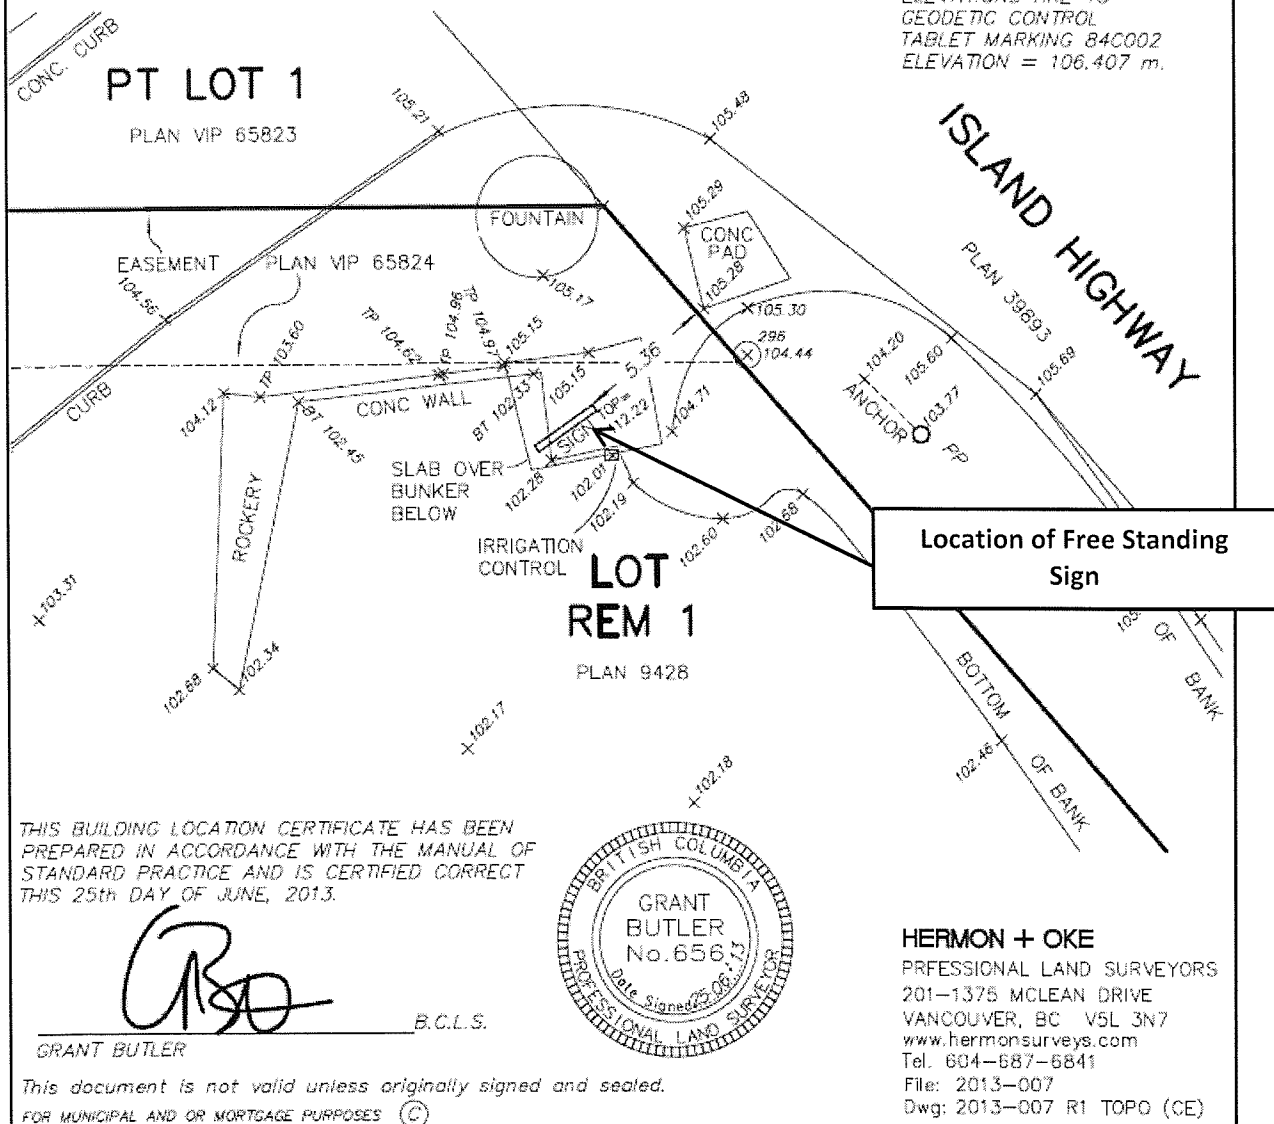 GEODETIC CONTROL
TABLET MARKING 84C002
ELEVATION = 106.407 m.
CONC. CURB
PT LOT 1
PLAN VIP 65823
105.21
105.48
ISLAND HIGHWAY
PLAN 39893
105.29
CONC
PAD
105.28
FOUNTAIN
105.17
EASEMENT
PLAN VIP 65824
104.56
TP 103.60
TP 104.62
TP 104.96
TP 104.97
105.15
105.30
296
104.44
5.36
105.15
104.20
105.60
105.69
CURB
104.12
CONC WALL
BT 102.45
BT 102.33
SIGN TOP=
104.71
ANCHOR
103.77
PP
SLAB OVER
BUNKER
BELOW
102.28
102.01
102.19
102.60
102.68
IRRIGATION
CONTROL
ROCKERY
Location of Free Standing
Sign
LOT
REM 1
PLAN 9428
103.31
102.68
102.34
102.17
102.18
OF BANK
BOTTOM
OF BANK
102.46
THIS BUILDING LOCATION CERTIFICATE HAS BEEN
PREPARED IN ACCORDANCE WITH THE MANUAL OF
STANDARD PRACTICE AND IS CERTIFIED CORRECT
THIS 25th DAY OF JUNE, 2013.
B.C.L.S.
GRANT BUTLER
This document is not valid unless originally signed and sealed.
FOR MUNICIPAL AND OR MORTGAGE PURPOSES (C)
BRITISH COLUMBIA
GRANT
BUTLER
No.656
Date Signed 25:06:13
PROFESSIONAL LAND SURVEYOR
HERMON + OKE
PRFESSIONAL LAND SURVEYORS
201-1375 MCLEAN DRIVE
VANCOUVER, BC V5L 3N7
www.hermonsurveys.com
Tel. 604-687-6841
File: 2013-007
Dwg: 2013-007 R1 TOPO (CE)